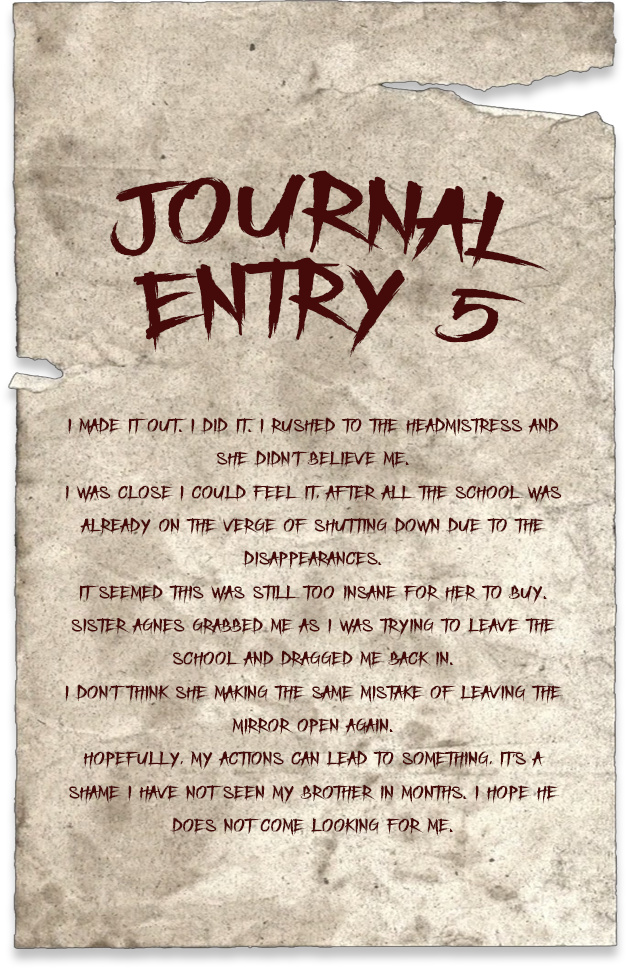 JOURNAL
ENTRY 5
I MADE IT OUT. I DID IT. I RUSHED TO THE HEADMISTRESS AND
SHE DIDN'T BELIEVE ME.
I WAS CLOSE I COULD FEEL IT. AFTER ALL THE SCHOOL WAS
ALREADY ON THE VERGE OF SHUTTING DOWN DUE TO THE
DISAPPEARANCES.
IT SEEMED THIS WAS STILL TOO INSANE FOR HER TO BUY.
SISTER AGNES GRABBED ME AS I WAS TRYING TO LEAVE THE
SCHOOL AND DRAGGED ME BACK IN.
I DON'T THINK SHE MAKING THE SAME MISTAKE OF LEAVING THE
MIRROR OPEN AGAIN.
HOPEFULLY, MY ACTIONS CAN LEAD TO SOMETHING. IT'S A
SHAME I HAVE NOT SEEN MY BROTHER IN MONTHS. I HOPE HE
DOES NOT COME LOOKING FOR ME.